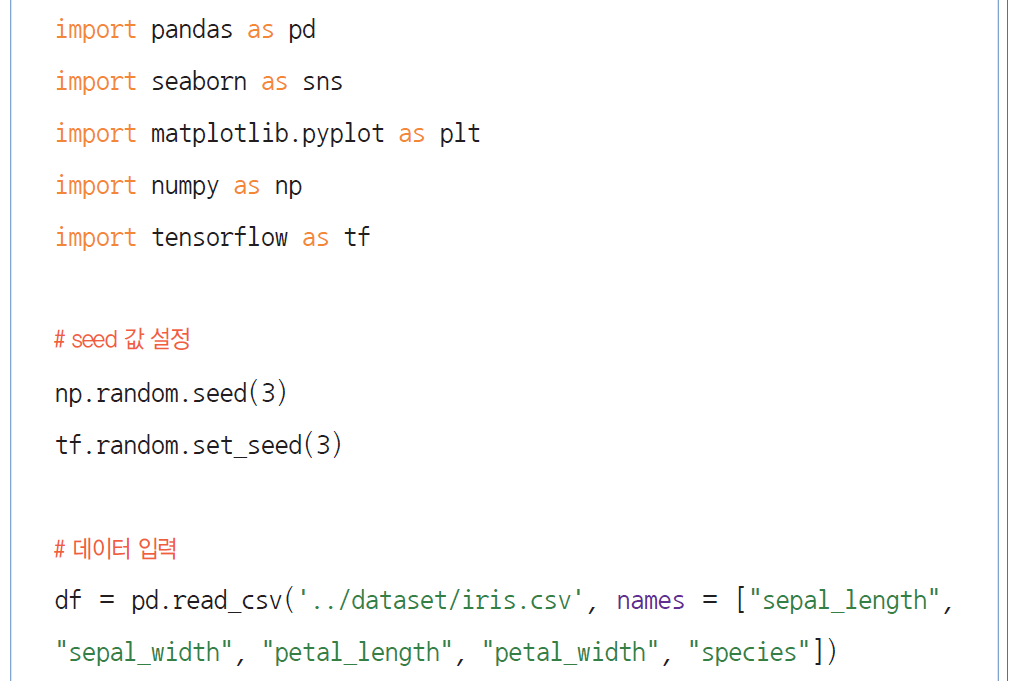 import pandas as pd
import seaborn as sns
import matplotlib.pyplot as plt
import numpy as np
import tensorflow as tf
# seed 값 설정
np.random.seed(3)
tf.random.set_seed(3)
# 데이터 입력
df = pd.read_csv('../dataset/iris.csv', names = ["sepal_length",
"sepal_width", "petal_length", "petal_width", "species"])